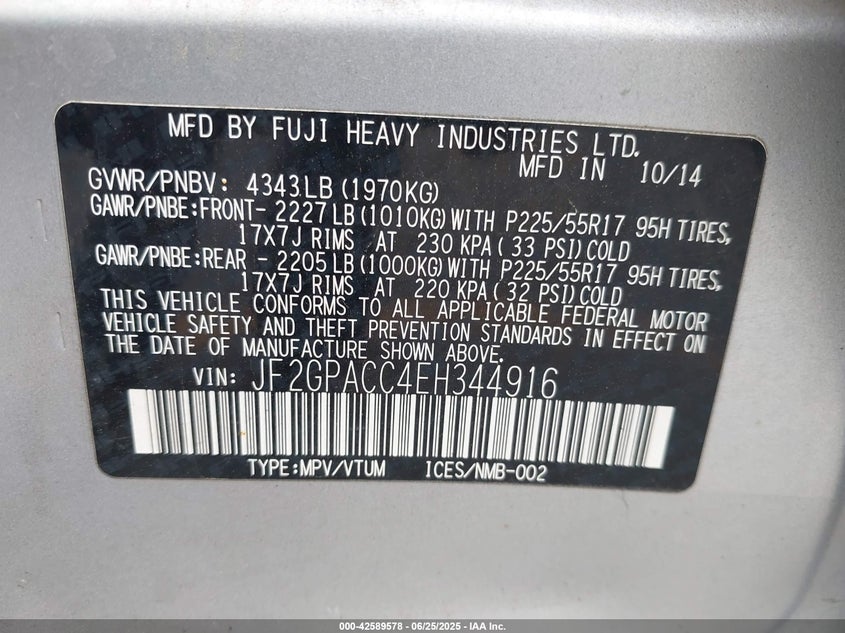 MFD BY FUJI HEAVY INDUSTRIES LTD.
MFD IN 10/14
GVWR/PNBV: 4343LB (1970KG)
GAWR/PNBE:FRONT- 2227LB (1010KG) WITH P225/55R17 95H TIRES,
17X7J RIMS AT 230 KPA ( 33 PSI) COLD
GAWR/PNBE:REAR - 2205LB (1000KG) WITH P225/55R17 95H TIRES,
17X7J RIMS AT 220 KPA ( 32 PSI) COLD
THIS VEHICLE CONFORMS TO ALL APPLICABLE FEDERAL MOTOR
VEHICLE SAFETY AND THEFT PREVENTION STANDARDS IN EFFECT ON
THE DATE OF MANUFACTURE SHOWN ABOVE.
VIN: JF2GPACC4EH344916
TYPE:MPV/VTUM ICES/NMB-002
000-42589578 - 06/25/2025 - IAA Inc.